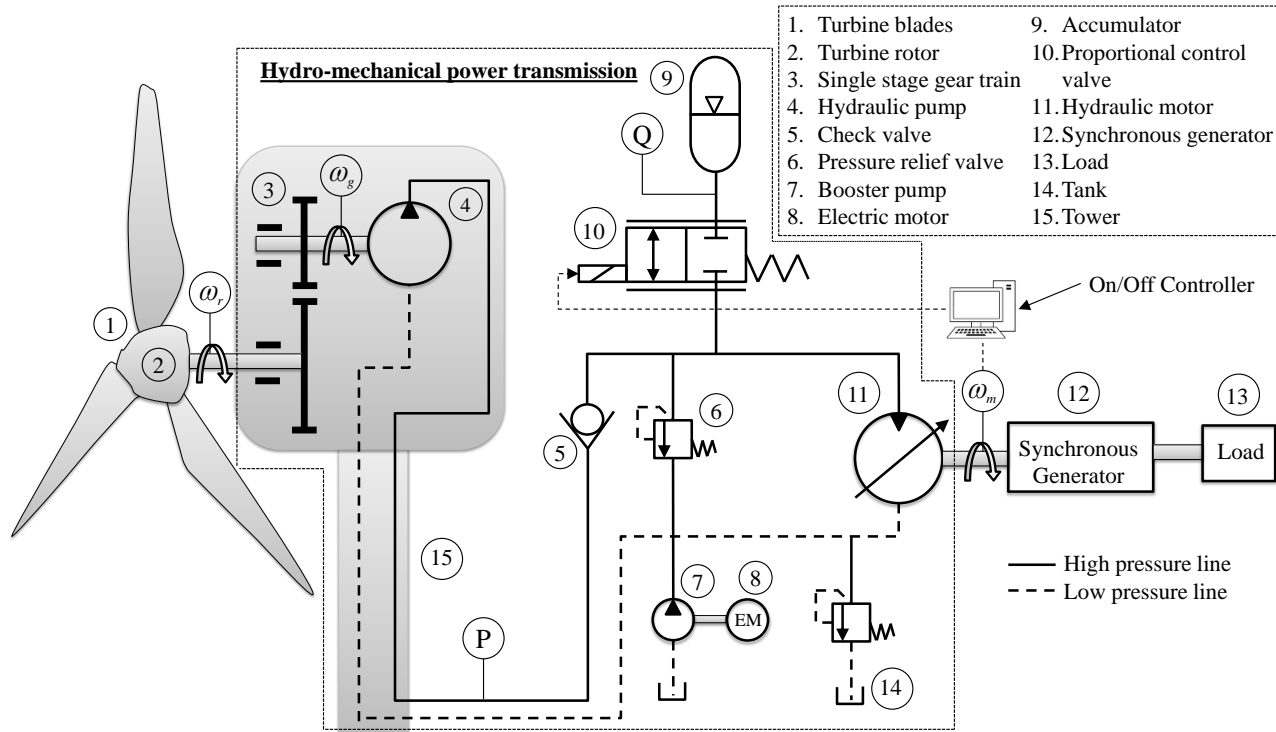 Hydro-mechanical power transmission
1. Turbine blades
2. Turbine rotor
3. Single stage gear train
4. Hydraulic pump
5. Check valve
6. Pressure relief valve
7. Booster pump
8. Electric motor
9. Accumulator
10. Proportional control
valve
11. Hydraulic motor
12. Synchronous generator
13. Load
14. Tank
15. Tower
9
Q
3
ω_g
4
10
ω_r
1
2
On/Off Controller
5
6
11
ω_m
12
13
Synchronous
Generator
Load
15
7
8
EM
P
14
High pressure line
Low pressure line